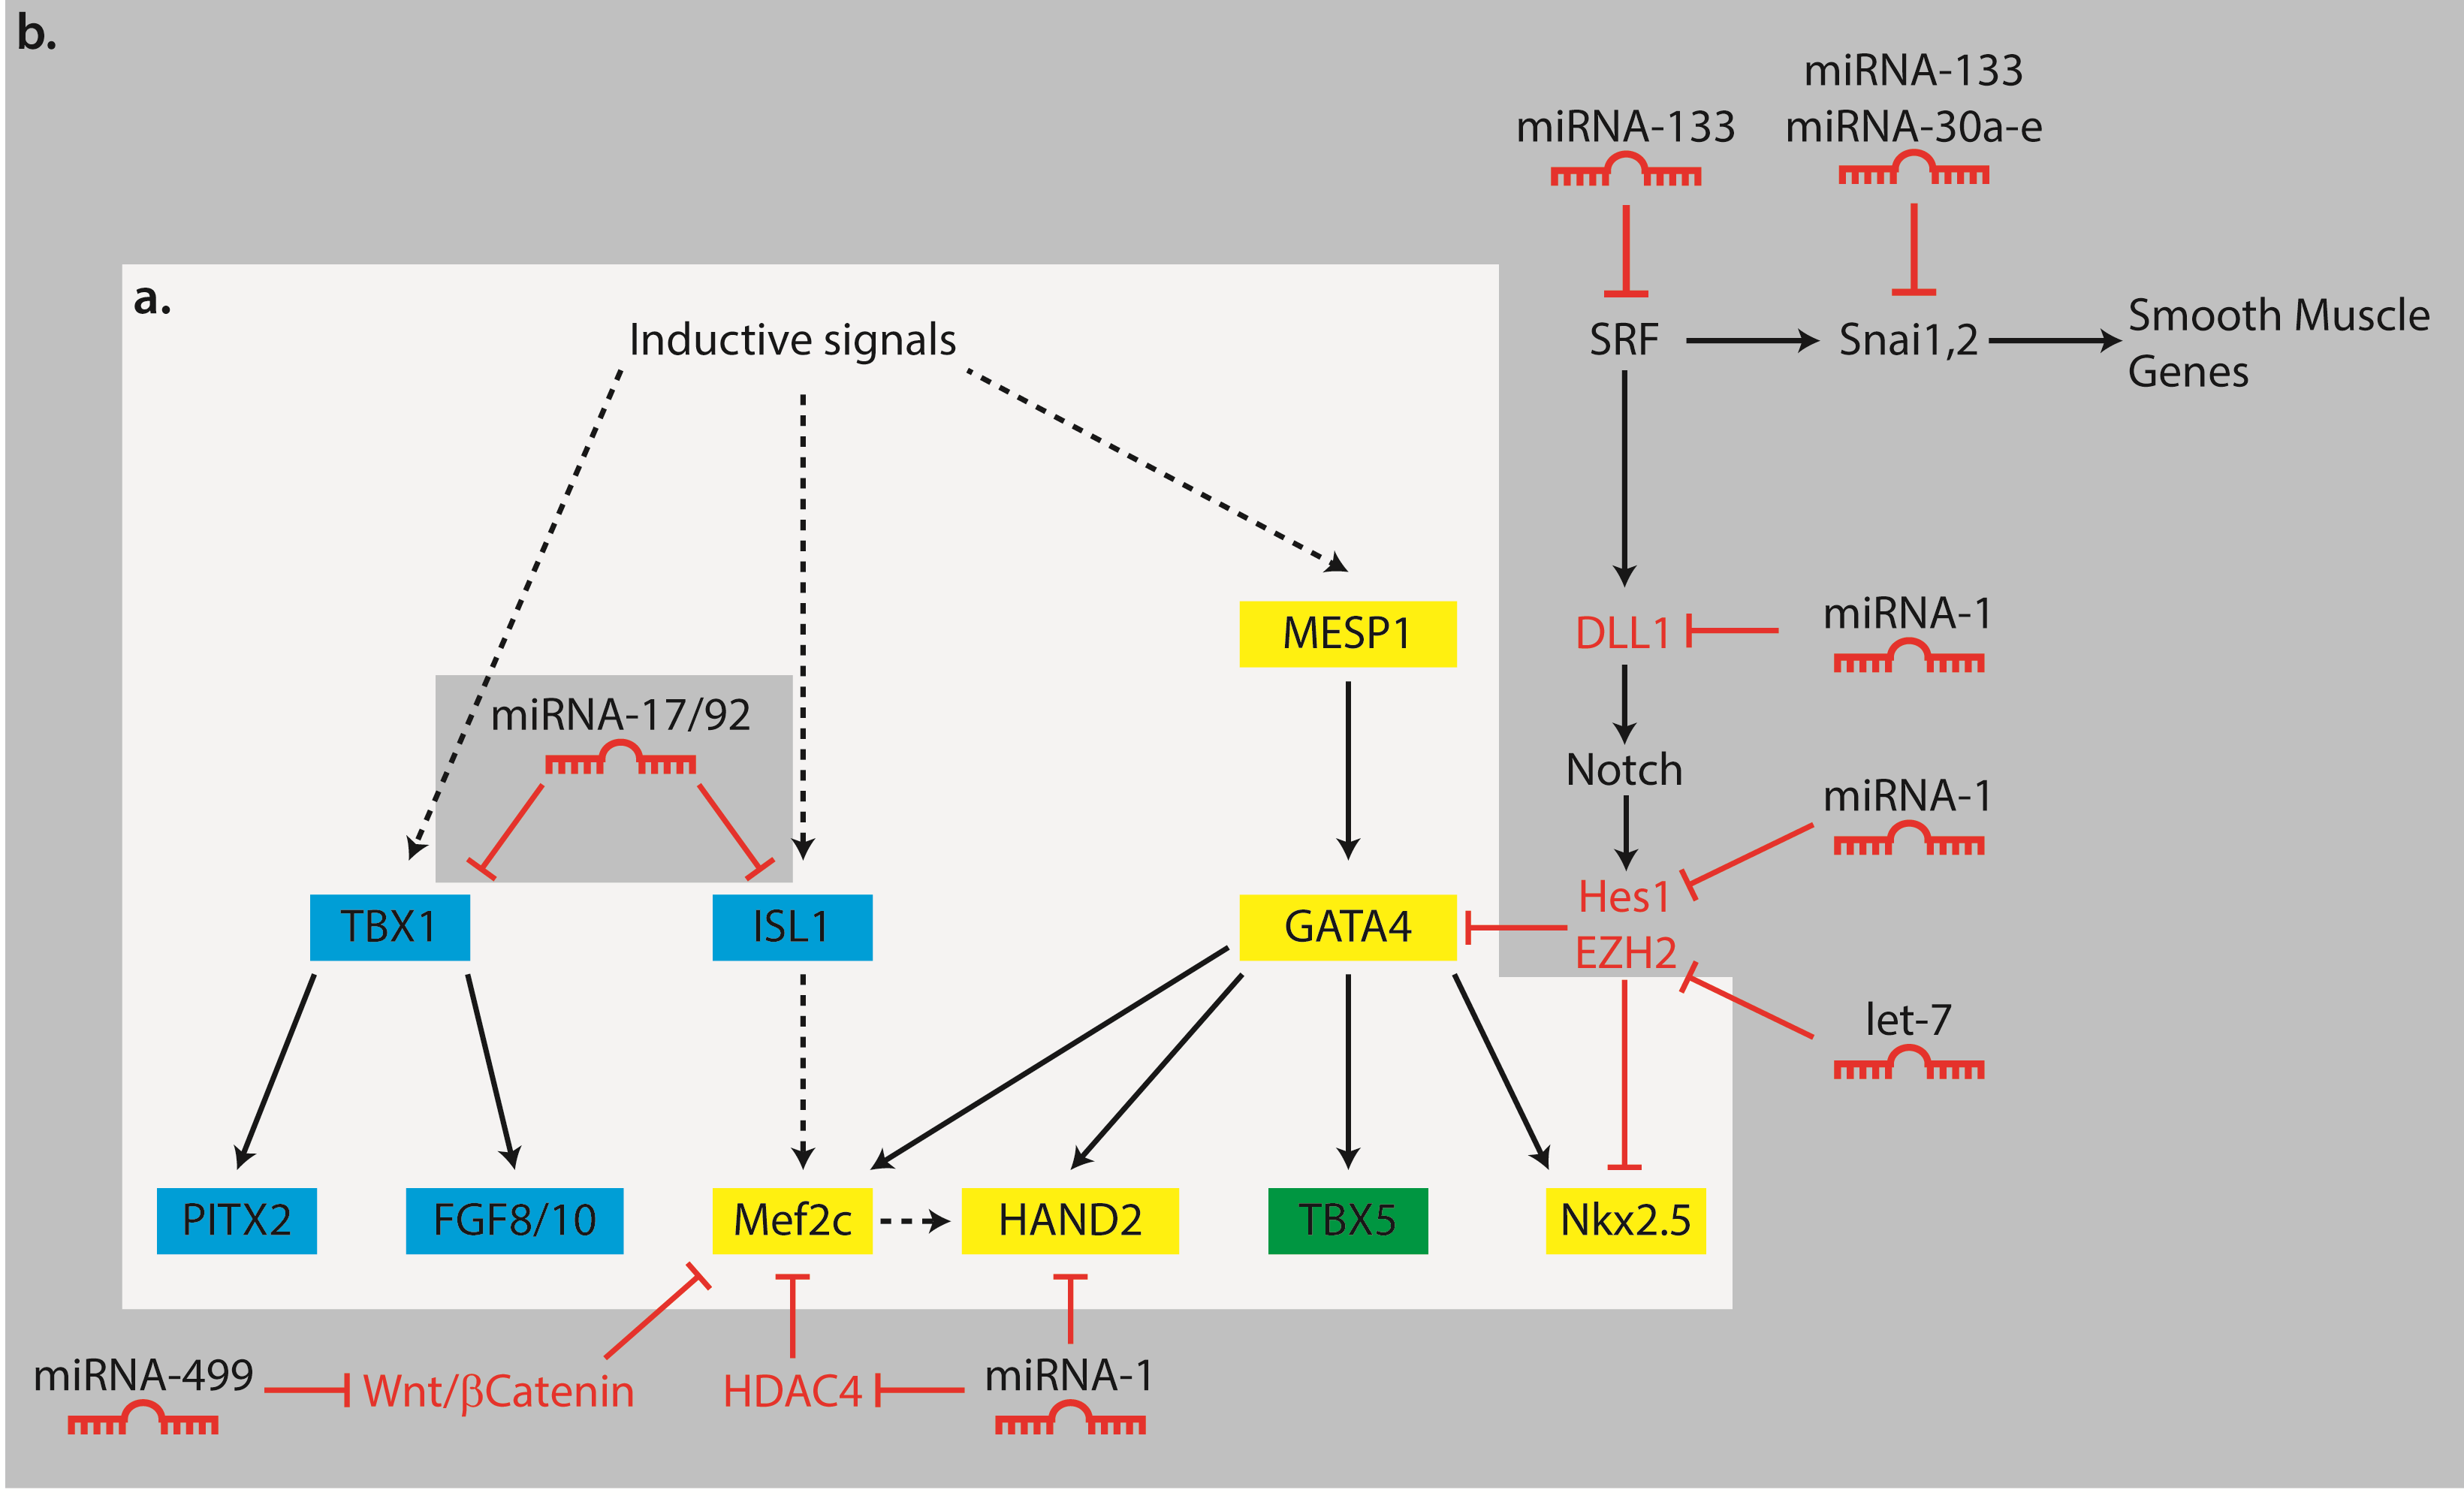 b.
miRNA-133
miRNA-133
miRNA-30a-e
a.
Inductive signals
SRF
Snai1,2
Smooth Muscle
Genes
MESP1
DLL1
miRNA-1
miRNA-17/92
Notch
miRNA-1
TBX1
ISL1
GATA4
Hes1
EZH2
let-7
PITX2
FGF8/10
Mef2c
HAND2
TBX5
Nkx2.5
miRNA-499
Wnt/βCatenin
HDAC4
miRNA-1